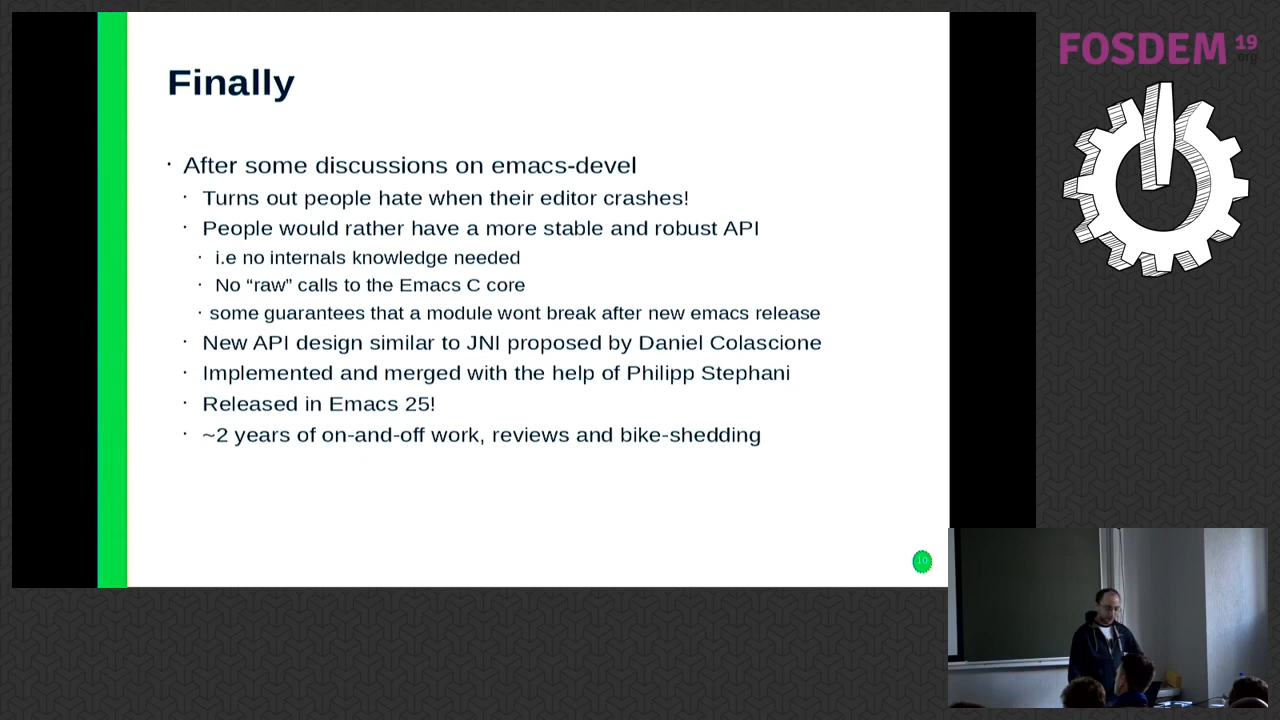 FOSDEM 19
.org
Finally
· After some discussions on emacs-devel
· Turns out people hate when their editor crashes!
· People would rather have a more stable and robust API
· i.e no internals knowledge needed
· No “raw” calls to the Emacs C core
· some guarantees that a module wont break after new emacs release
· New API design similar to JNI proposed by Daniel Colascione
· Implemented and merged with the help of Philipp Stephani
· Released in Emacs 25!
· ~2 years of on-and-off work, reviews and bike-shedding
10